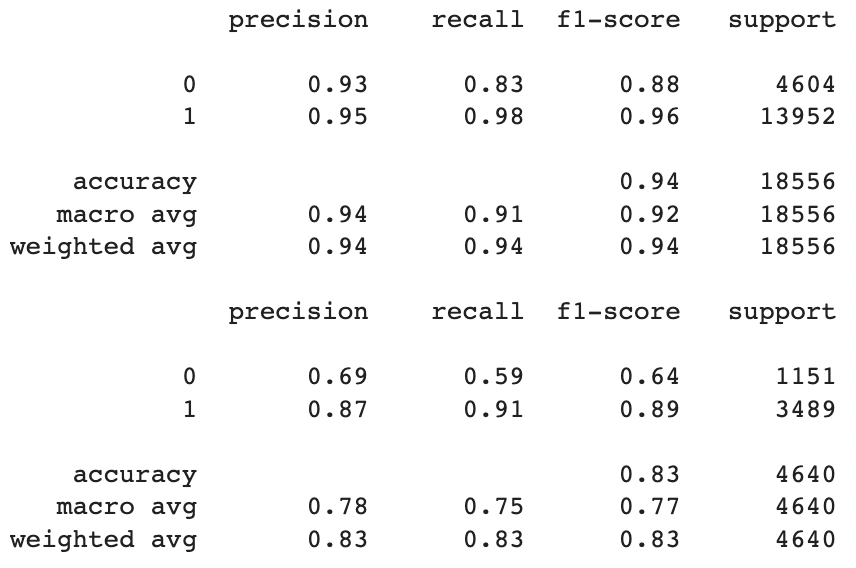 precision recall f1-score support
0 0.93 0.83 0.88 4604
1 0.95 0.98 0.96 13952
accuracy 0.94 18556
macro avg 0.94 0.91 0.92 18556
weighted avg 0.94 0.94 0.94 18556
precision recall f1-score support
0 0.69 0.59 0.64 1151
1 0.87 0.91 0.89 3489
accuracy 0.83 4640
macro avg 0.78 0.75 0.77 4640
weighted avg 0.83 0.83 0.83 4640